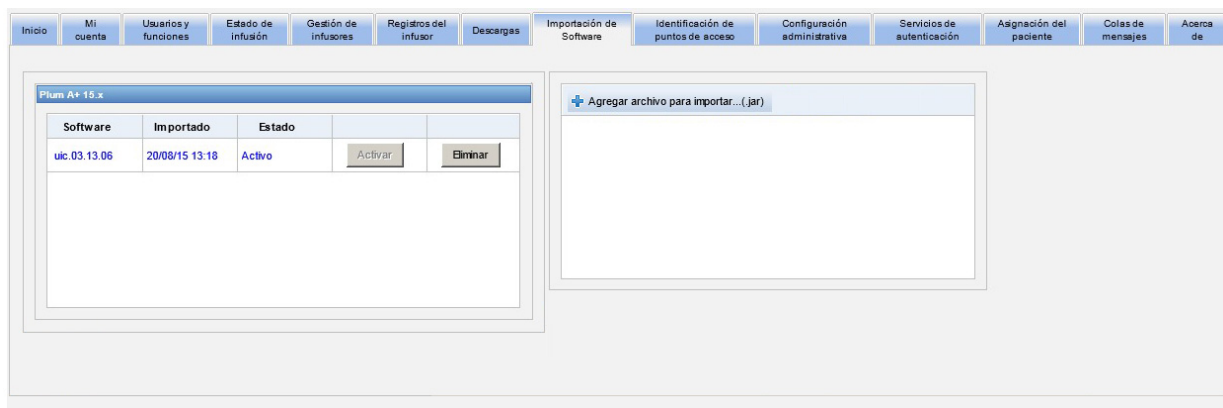 Inicio
Mi cuenta
Usuarios y funciones
Estado de infusión
Gestión de infusores
Registros del infusor
Descargas
Importación de Software
Identificación de puntos de acceso
Configuración administrativa
Servicios de autenticación
Asignación del paciente
Colas de mensajes
Acerca de
Plum A+ 15.x
Software Importado Estado
uic.03.13.06 20/08/15 13:18 Activo Activar Eliminar
Agregar archivo para importar...(.jar)